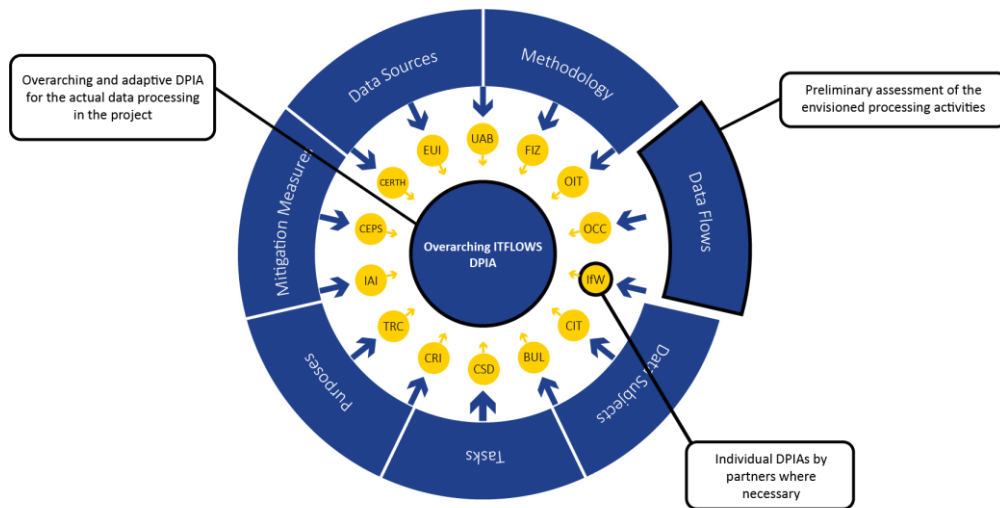 Data Sources
Methodology
Overarching and adaptive DPIA
for the actual data processing
in the project
Preliminary assessment of the
envisioned processing activities
UAB
EUI
FIZ
CERTH
OIT
Mitigation Measures
Data Flows
CEPS
OCC
Overarching ITFLOWS
DPIA
IAI
IfW
TRC
CIT
CRI
BUL
CSD
Purposes
Data Subjects
Tasks
Individual DPIAs by
partners where
necessary